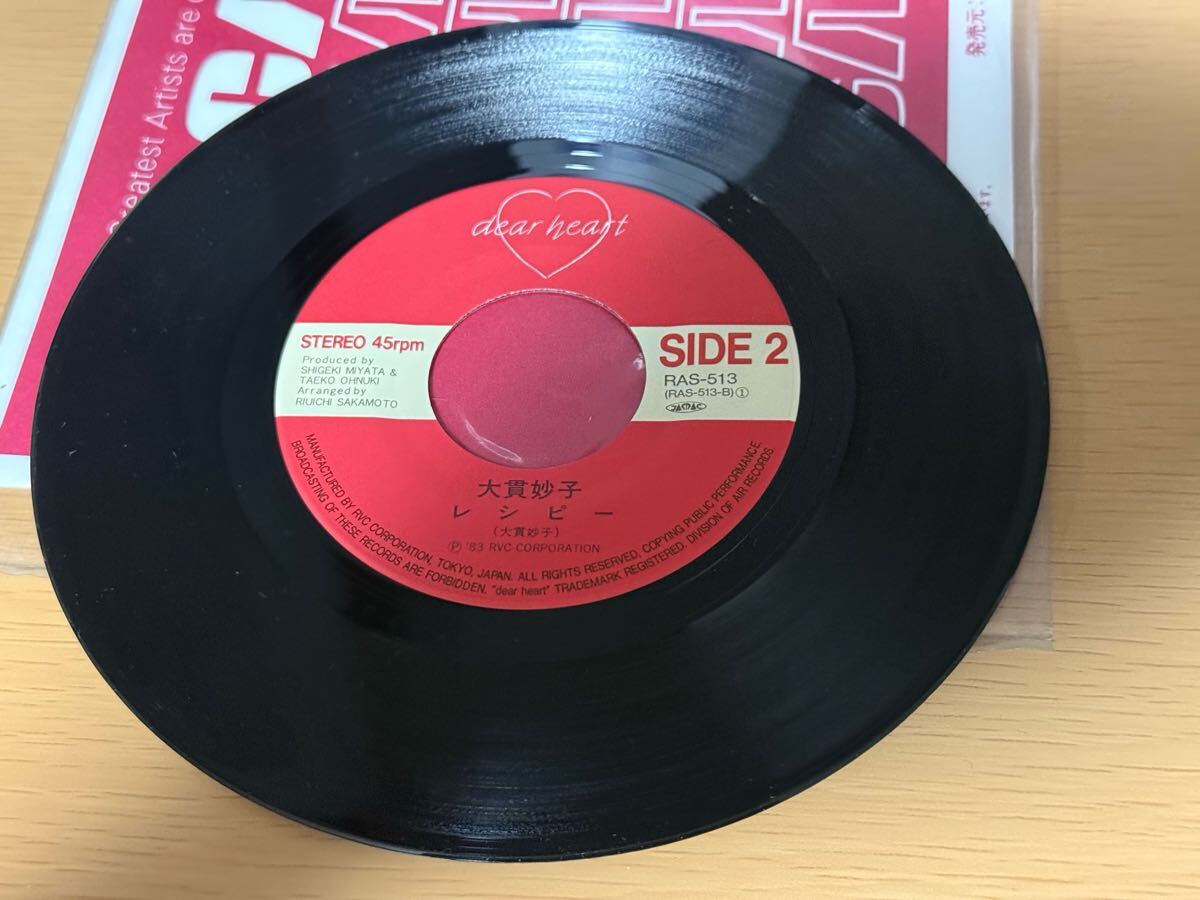 Greatest Artists are
発売元:
ます。
dear heart
STEREO 45rpm
Produced by
SHIGEKI MIYATA &
TAEKO OHNUKI
Arranged by
RIUICHI SAKAMOTO
SIDE 2
RAS-513
(RAS-513-B)①
JASRAC
大貫妙子
レシピー
(大貫妙子)
Ⓟ '83 RVC CORPORATION
MANUFACTURED BY RVC CORPORATION, TOKYO, JAPAN. ALL RIGHTS RESERVED, COPYING PUBLIC PERFORMANCE,
BROADCASTING OF THESE RECORDS ARE FORBIDDEN. "dear heart" TRADEMARK REGISTERED. DIVISION OF AIR RECORDS